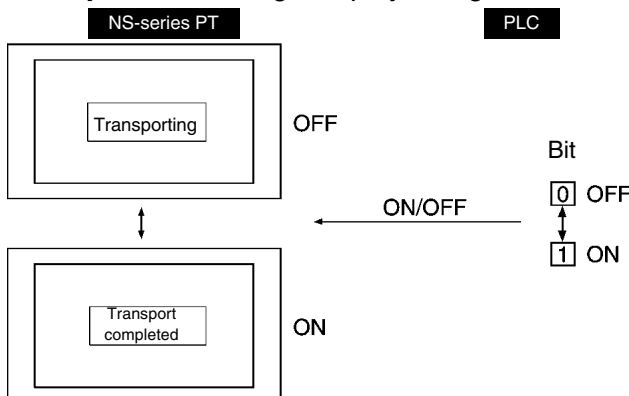 NS-series PT
PLC
Transporting
OFF
Bit
0 OFF
ON/OFF
1 ON
Transport
completed
ON